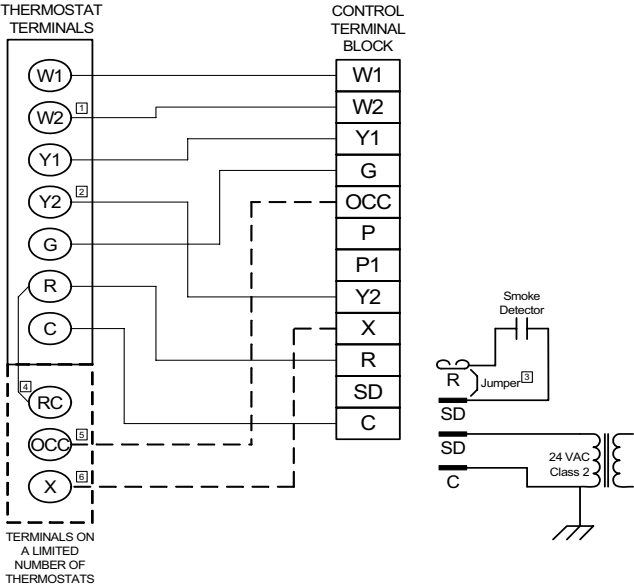 THERMOSTAT
TERMINALS
W1
W2 1
Y1
Y2 2
G
R
C
4
RC
OCC 5
X 6
TERMINALS ON
A LIMITED
NUMBER OF
THERMOSTATS
CONTROL
TERMINAL
BLOCK
W1
W2
Y1
G
OCC
P
P1
Y2
X
R
SD
C
Smoke
Detector
R
Jumper 3
SD
SD
C
24 VAC
Class 2